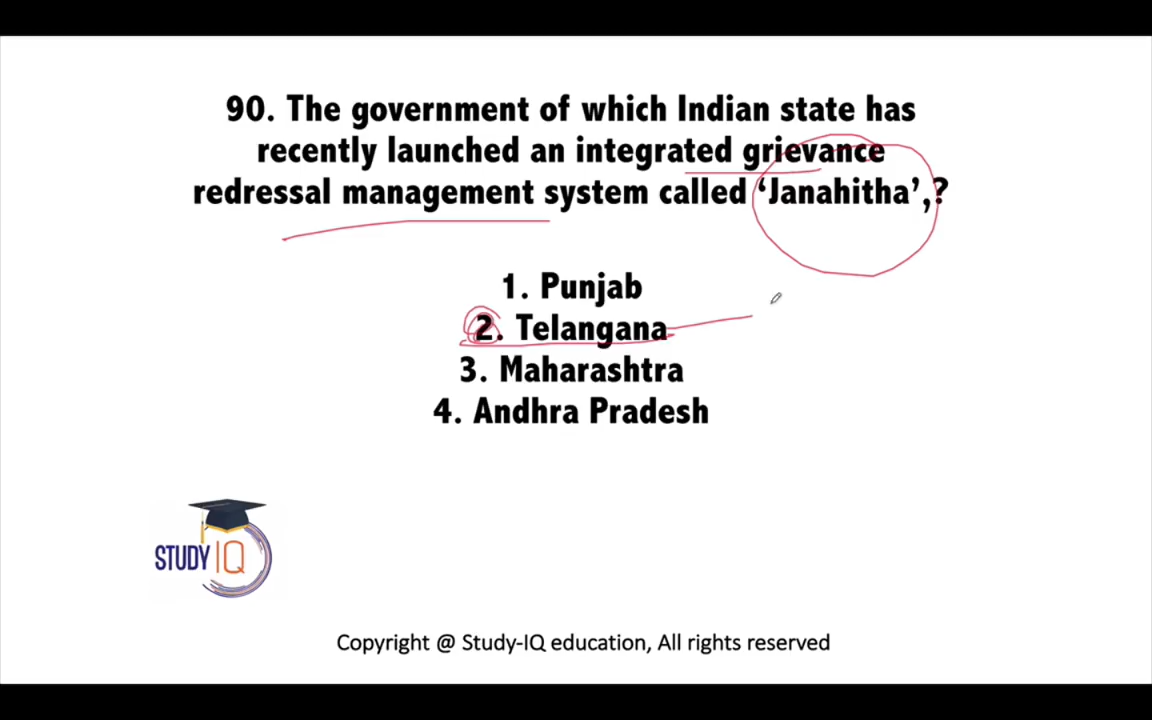 90. The government of which Indian state has
recently launched an integrated grievance
redressal management system called ‘Janahitha’,?
1. Punjab
2. Telangana
3. Maharashtra
4. Andhra Pradesh
STUDY IQ
Copyright @ Study-IQ education, All rights reserved